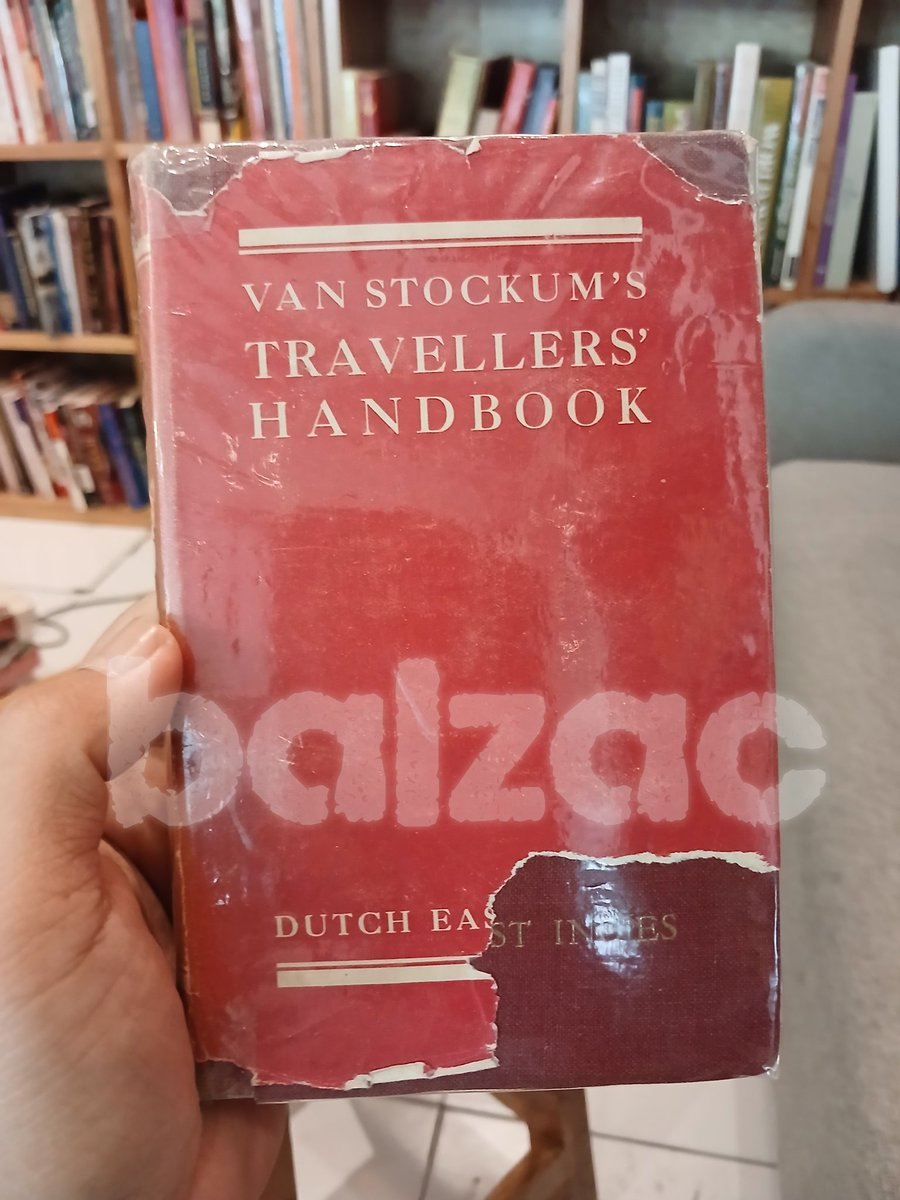 VAN STOCKUM'S
TRAVELLERS'
HANDBOOK
balzac
DUTCH EAST INDIES